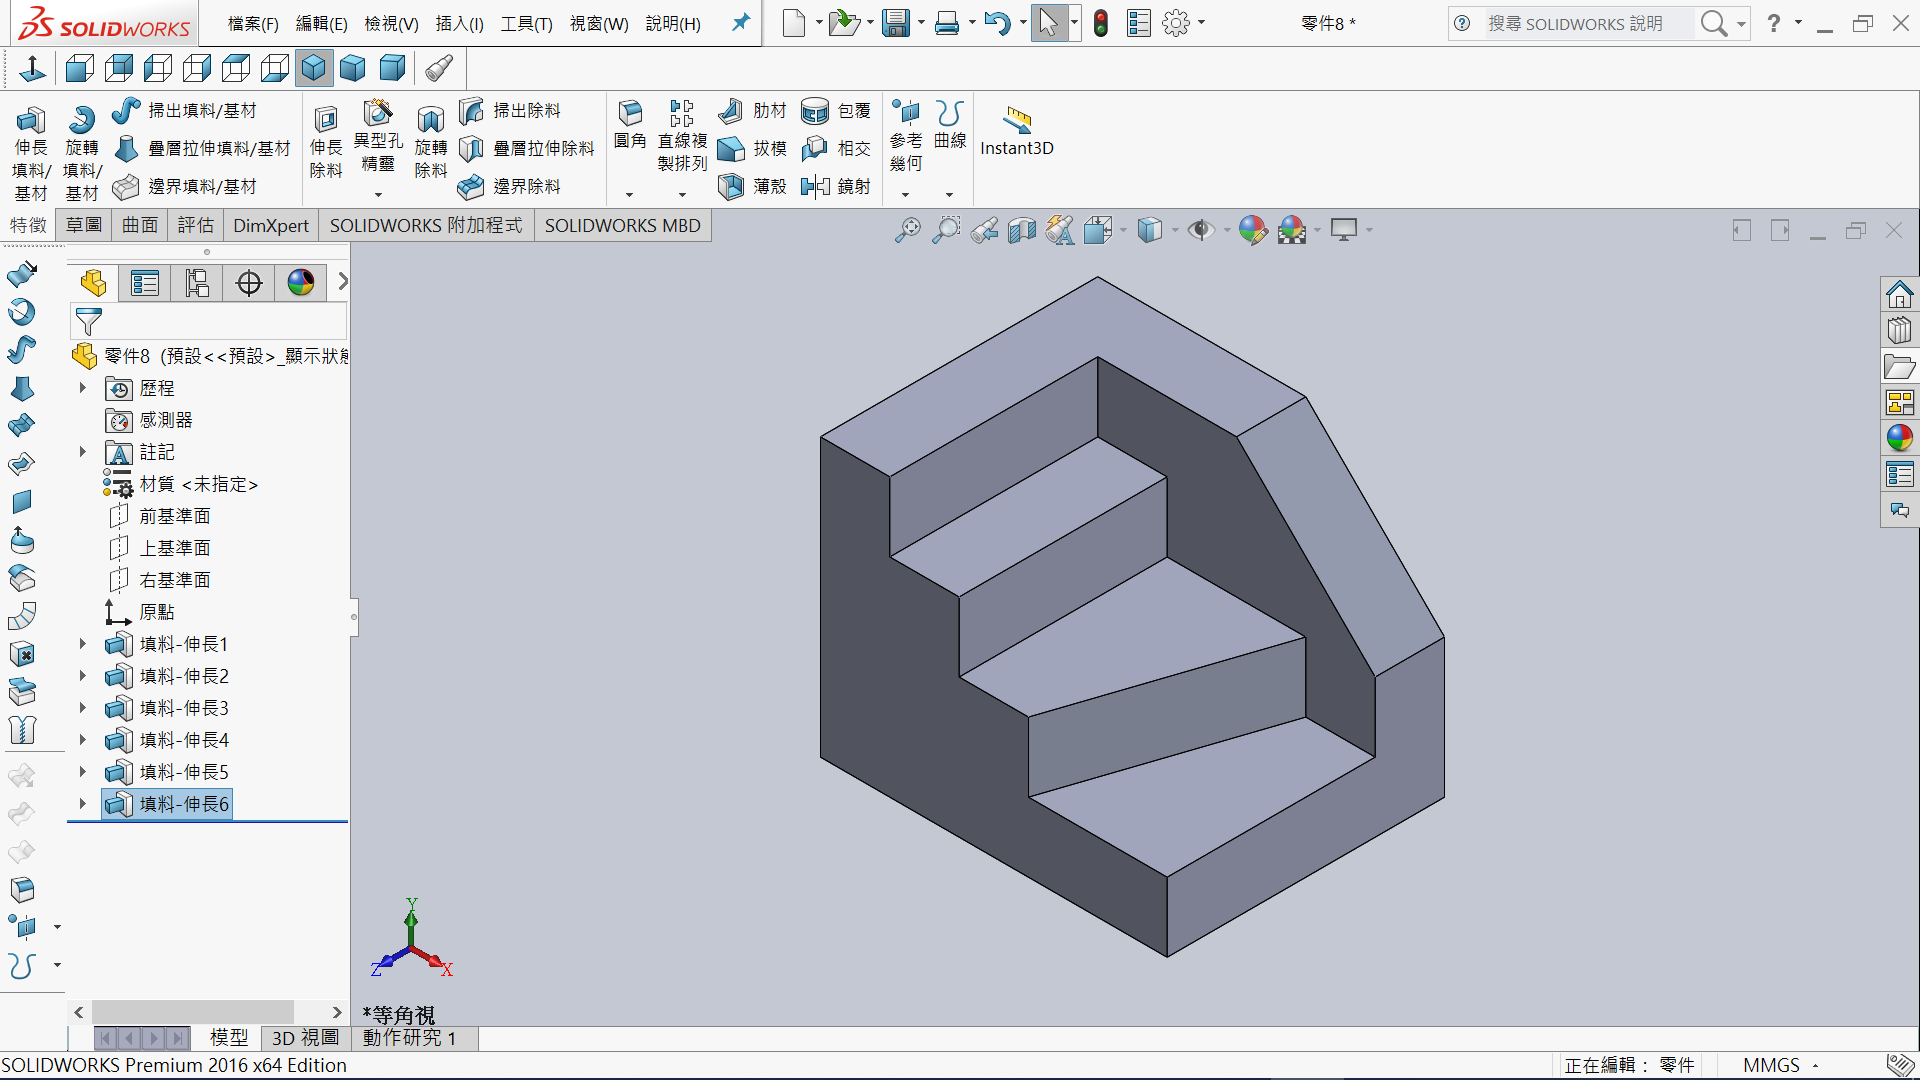 SOLIDWORKS
檔案(F) 編輯(E) 檢視(V) 插入(I) 工具(T) 視窗(W) 說明(H)
零件8 *
搜尋 SOLIDWORKS 說明
伸長填料/基材
旋轉填料/基材
掃出填料/基材
疊層拉伸填料/基材
邊界填料/基材
伸長除料
異型孔精靈
旋轉除料
掃出除料
疊層拉伸除料
邊界除料
圓角
直線複製排列
肋材
拔模
薄殼
包覆
相交
鏡射
參考幾何
曲線
Instant3D
特徵 草圖 曲面 評估 DimXpert SOLIDWORKS 附加程式 SOLIDWORKS MBD
零件8 (預設<<預設>_顯示狀態
歷程
感測器
註記
材質 <未指定>
前基準面
上基準面
右基準面
原點
填料-伸長1
填料-伸長2
填料-伸長3
填料-伸長4
填料-伸長5
填料-伸長6
Y
Z
X
*等角視
模型 3D 視圖 動作研究 1
SOLIDWORKS Premium 2016 x64 Edition
正在編輯： 零件
MMGS